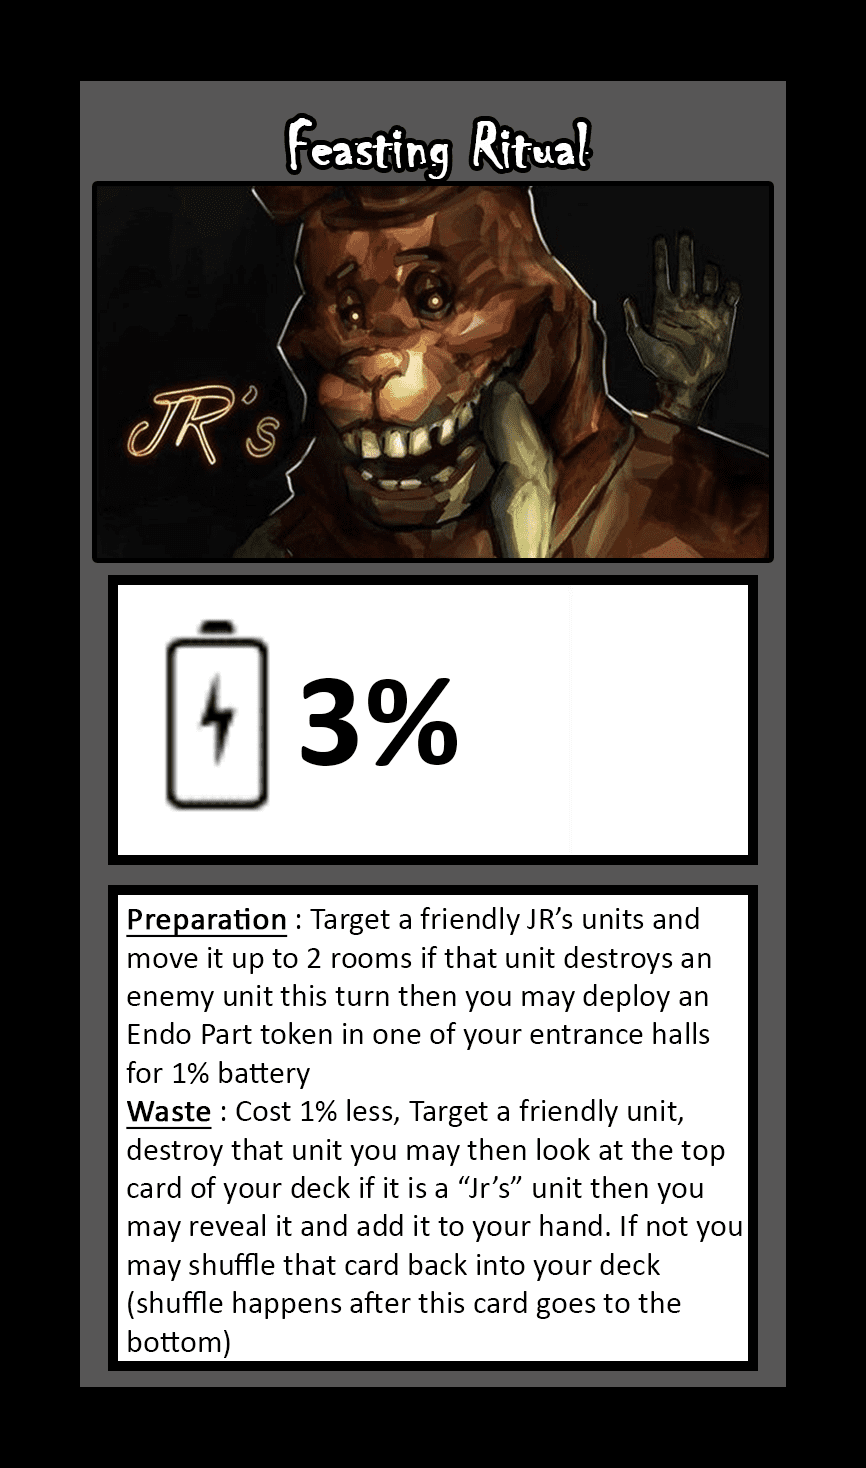 Feasting Ritual
JR's
3%
Preparation : Target a friendly JR’s units and
move it up to 2 rooms if that unit destroys an
enemy unit this turn then you may deploy an
Endo Part token in one of your entrance halls
for 1% battery
Waste : Cost 1% less, Target a friendly unit,
destroy that unit you may then look at the top
card of your deck if it is a “Jr’s” unit then you
may reveal it and add it to your hand. If not you
may shuffle that card back into your deck
(shuffle happens after this card goes to the
bottom)